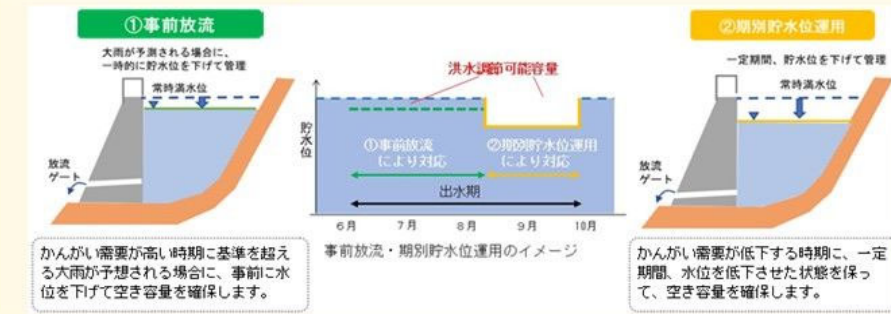 ①事前放流
大雨が予測される場合に、
一時的に貯水位を下げて管理
常時満水位
放流
ゲート
かんがい需要が高い時期に基準を超え
る大雨が予想される場合に、事前に水
位を下げて空き容量を確保します。
洪水調節可能容量
貯水位
①事前放流
により対応
②期別貯水位運用
により対応
出水期
6月 7月 8月 9月 10月
事前放流・期別貯水位運用のイメージ
②期別貯水位運用
一定期間、貯水位を下げて管理
常時満水位
放流
ゲート
かんがい需要が低下する時期に、一定
期間、水位を低下させた状態を保っ
て、空き容量を確保します。